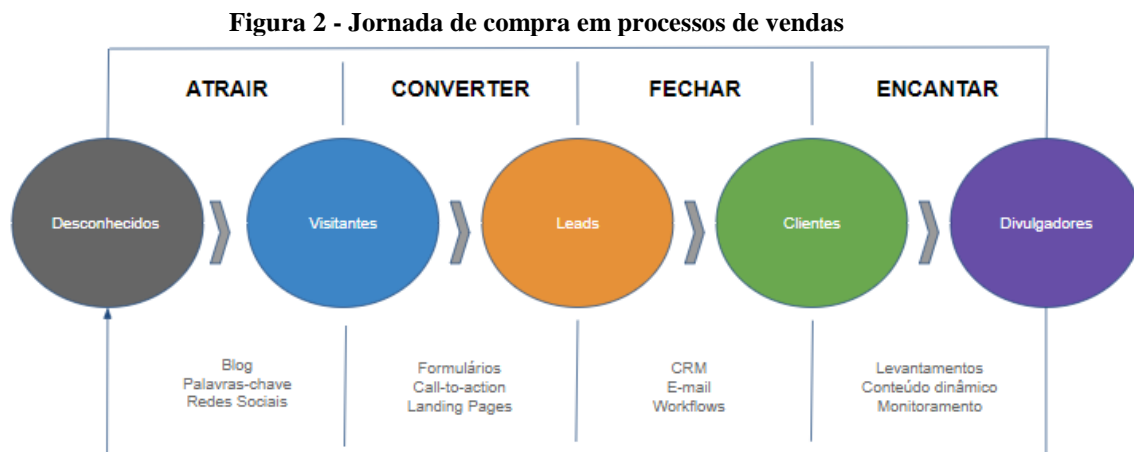 Figura 2 - Jornada de compra em processos de vendas
ATRAIR
CONVERTER
FECHAR
ENCANTAR
Desconhecidos
Visitantes
Leads
Clientes
Divulgadores
Blog
Palavras-chave
Redes Sociais
Formulários
Call-to-action
Landing Pages
CRM
E-mail
Workflows
Levantamentos
Conteúdo dinâmico
Monitoramento